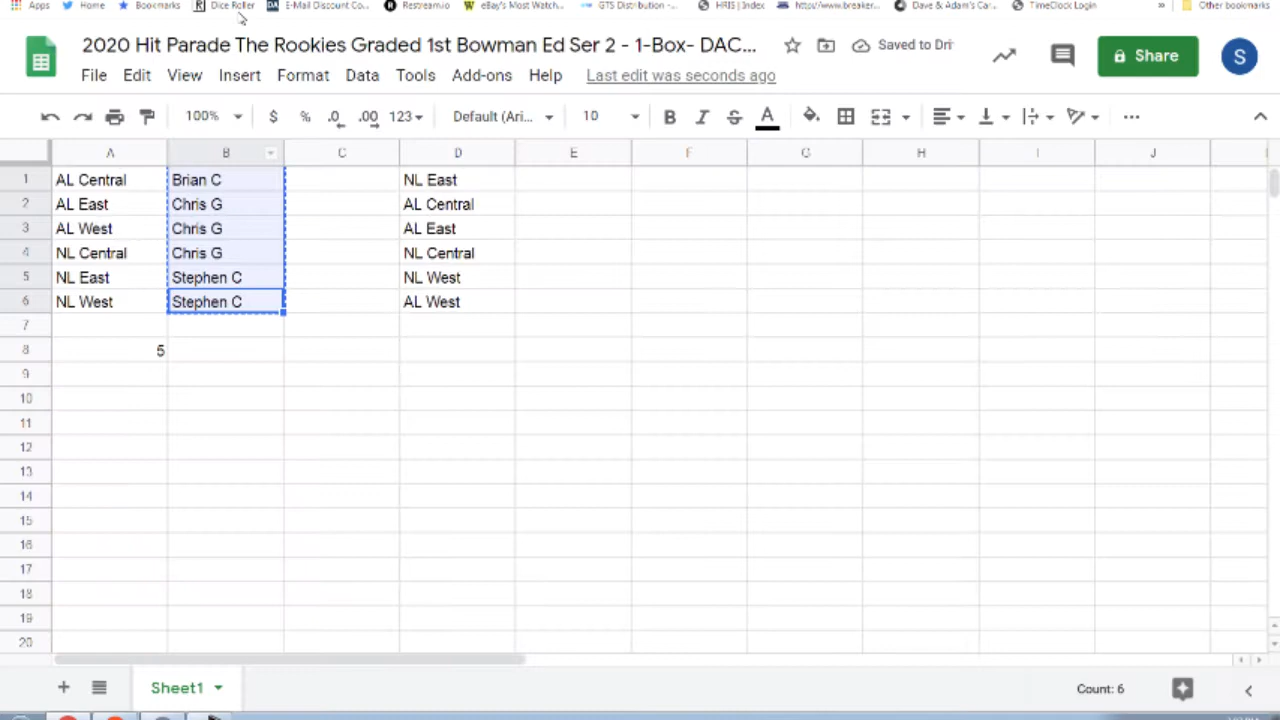 Apps Home Bookmarks Dice Roller E-Mail Discount Co... Restream.io eBay's Most Watch... GTS Distribution -... HRIS | Index http://www.breaker... Dave & Adam's Car... TimeClock Login » Other bookmarks
2020 Hit Parade The Rookies Graded 1st Bowman Ed Ser 2 - 1-Box- DAC... Saved to Dri
Share
S
File Edit View Insert Format Data Tools Add-ons Help Last edit was seconds ago
100% $ % .0 .00 123 Default (Ari... 10 B I S A ...
A B C D E F G H I J
1 AL Central Brian C NL East
2 AL East Chris G AL Central
3 AL West Chris G AL East
4 NL Central Chris G NL Central
5 NL East Stephen C NL West
6 NL West Stephen C AL West
7
8 5
9
10
11
12
13
14
15
16
17
18
19
20
+ Sheet1 Count: 6